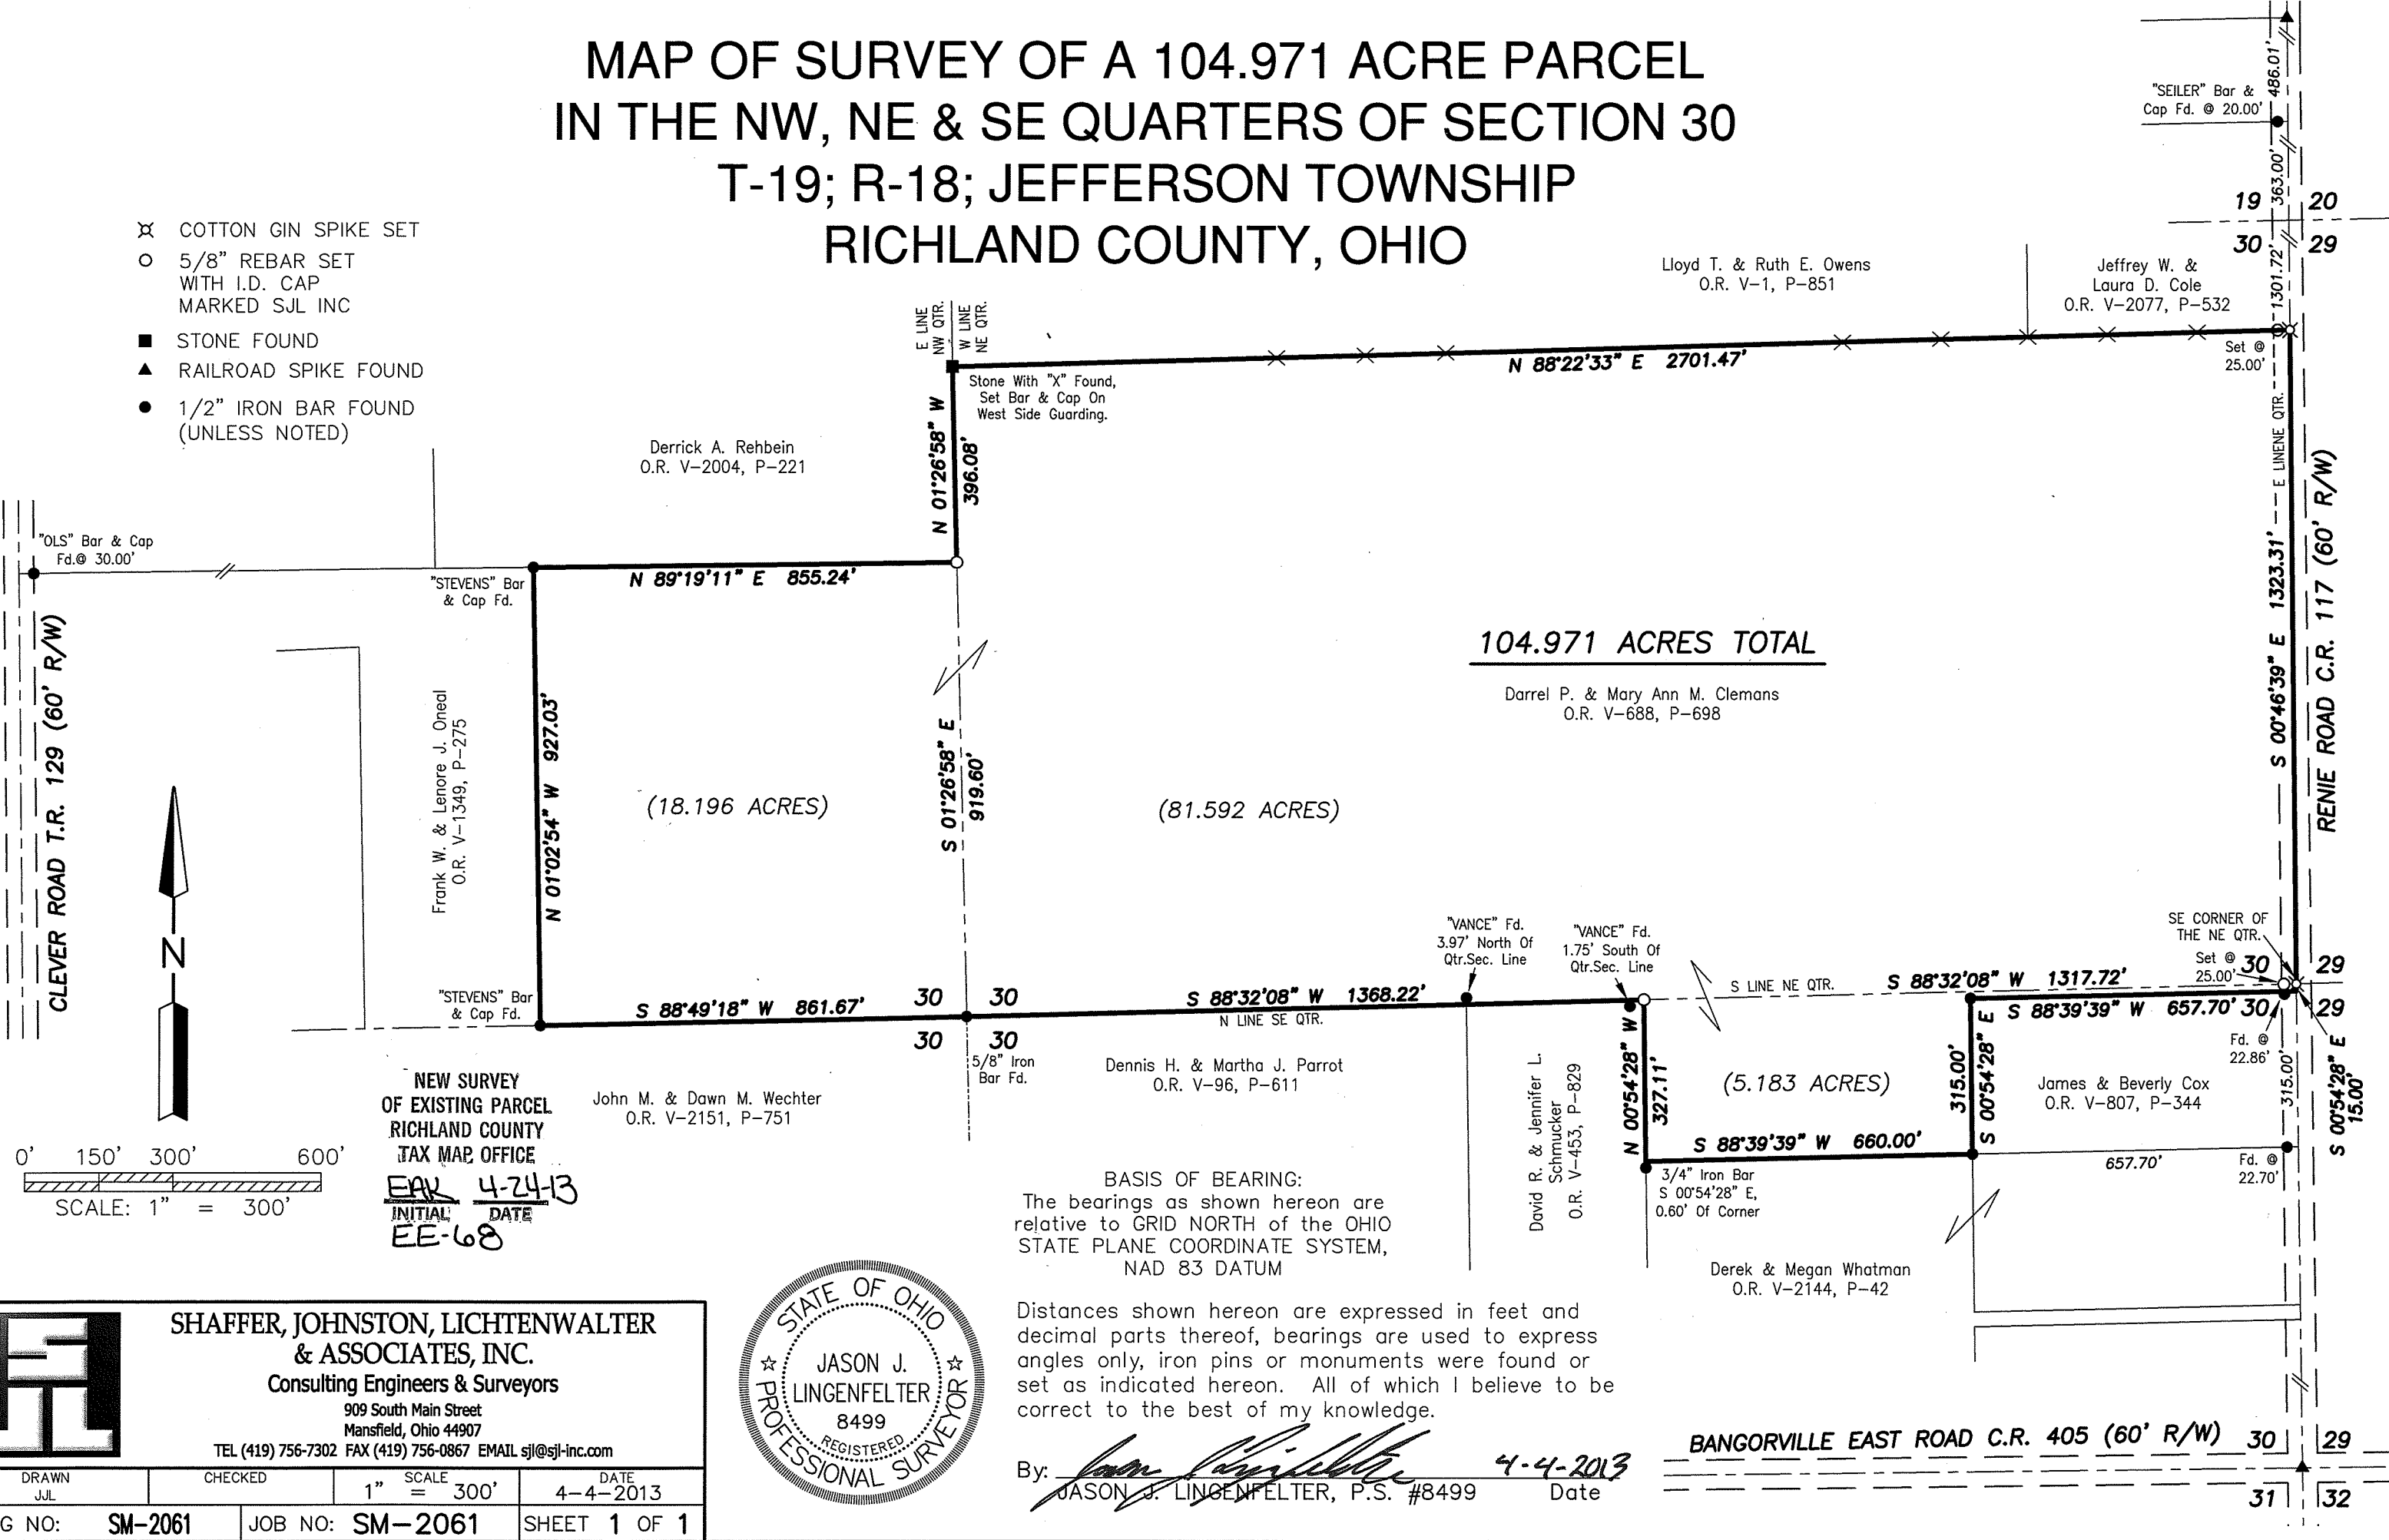 MAP OF SURVEY OF A 104.971 ACRE PARCEL
IN THE NW, NE & SE QUARTERS OF SECTION 30
T-19; R-18; JEFFERSON TOWNSHIP
RICHLAND COUNTY, OHIO
COTTON GIN SPIKE SET
5/8" REBAR SET
WITH I.D. CAP
MARKED SJL INC
STONE FOUND
RAILROAD SPIKE FOUND
1/2" IRON BAR FOUND
(UNLESS NOTED)
486.01'
"SEILER" Bar &
Cap Fd. @ 20.00'
363.00'
19
20
30
29
1301.72'
Lloyd T. & Ruth E. Owens
O.R. V-1, P-851
Jeffrey W. &
Laura D. Cole
O.R. V-2077, P-532
E LINE
NW QTR.
W LINE
NE QTR.
N 88°22'33" E 2701.47'
Set @
25.00'
Stone With "X" Found,
Set Bar & Cap On
West Side Guarding.
N 01°26'58" W
396.08'
Derrick A. Rehbein
O.R. V-2004, P-221
E LINENE QTR.
S 00°46'39" E 1323.31'
RENIE ROAD C.R. 117 (60' R/W)
"OLS" Bar & Cap
Fd.@ 30.00'
CLEVER ROAD T.R. 129 (60' R/W)
"STEVENS" Bar
& Cap Fd.
N 89°19'11" E 855.24'
104.971 ACRES TOTAL
Darrel P. & Mary Ann M. Clemans
O.R. V-688, P-698
Frank W. & Lenore J. Oneal
O.R. V-1349, P-275
N 01°02'54" W 927.03'
(18.196 ACRES)
S 01°26'58" E
919.60'
(81.592 ACRES)
N
"VANCE" Fd.
3.97' North Of
Qtr.Sec. Line
"VANCE" Fd.
1.75' South Of
Qtr.Sec. Line
SE CORNER OF
THE NE QTR.
Set @
25.00'
30
29
S LINE NE QTR.
S 88°32'08" W 1317.72'
"STEVENS" Bar
& Cap Fd.
S 88°49'18" W 861.67'
30
30
S 88°32'08" W 1368.22'
N LINE SE QTR.
S 88°39'39" W 657.70'
30
29
30
30
5/8" Iron
Bar Fd.
Fd. @
22.86'
Dennis H. & Martha J. Parrot
O.R. V-96, P-611
David R. & Jennifer L.
Schmucker
O.R. V-453, P-829
N 00°54'28" W
327.11'
(5.183 ACRES)
315.00'
S 00°54'28" E
James & Beverly Cox
O.R. V-807, P-344
315.00'
S 00°54'28" E
15.00'
NEW SURVEY
OF EXISTING PARCEL
RICHLAND COUNTY
TAX MAP OFFICE
EAK 4-24-13
INITIAL DATE
EE-68
John M. & Dawn M. Wechter
O.R. V-2151, P-751
S 88°39'39" W 660.00'
657.70'
Fd. @
22.70'
3/4" Iron Bar
S 00°54'28" E,
0.60' Of Corner
0' 150' 300' 600'
SCALE: 1" = 300'
BASIS OF BEARING:
The bearings as shown hereon are
relative to GRID NORTH of the OHIO
STATE PLANE COORDINATE SYSTEM,
NAD 83 DATUM
Derek & Megan Whatman
O.R. V-2144, P-42
Distances shown hereon are expressed in feet and
decimal parts thereof, bearings are used to express
angles only, iron pins or monuments were found or
set as indicated hereon. All of which I believe to be
correct to the best of my knowledge.
By: Jason J. Lingenfelter 4-4-2013
JASON J. LINGENFELTER, P.S. #8499 Date
STATE OF OHIO
JASON J.
LINGENFELTER
8499
REGISTERED
PROFESSIONAL SURVEYOR
BANGORVILLE EAST ROAD C.R. 405 (60' R/W)
30
29
31
32
SJL
SHAFFER, JOHNSTON, LICHTENWALTER
& ASSOCIATES, INC.
Consulting Engineers & Surveyors
909 South Main Street
Mansfield, Ohio 44907
TEL (419) 756-7302 FAX (419) 756-0867 EMAIL sjl@sjl-inc.com
DRAWN
JJL
CHECKED
SCALE
1" = 300'
DATE
4-4-2013
G NO: SM-2061
JOB NO: SM-2061
SHEET 1 OF 1